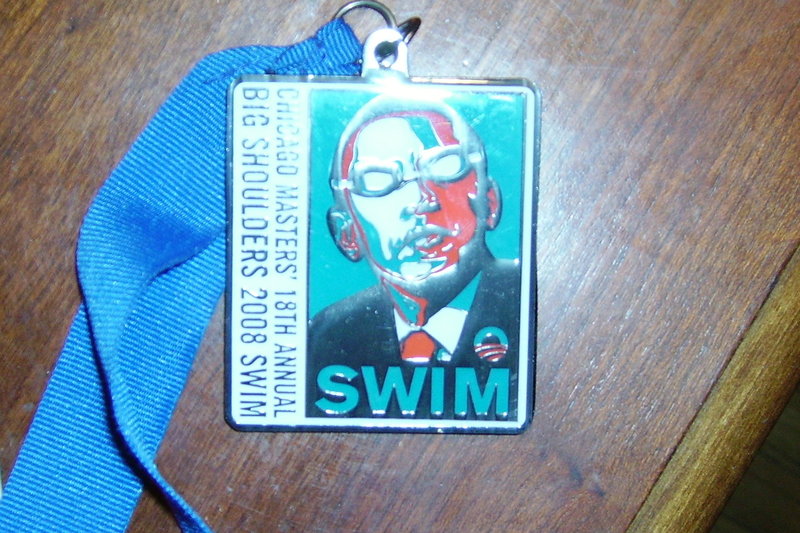 CHICAGO MASTERS' 18TH ANNUAL
BIG SHOULDERS 2008 SWIM
SWIM